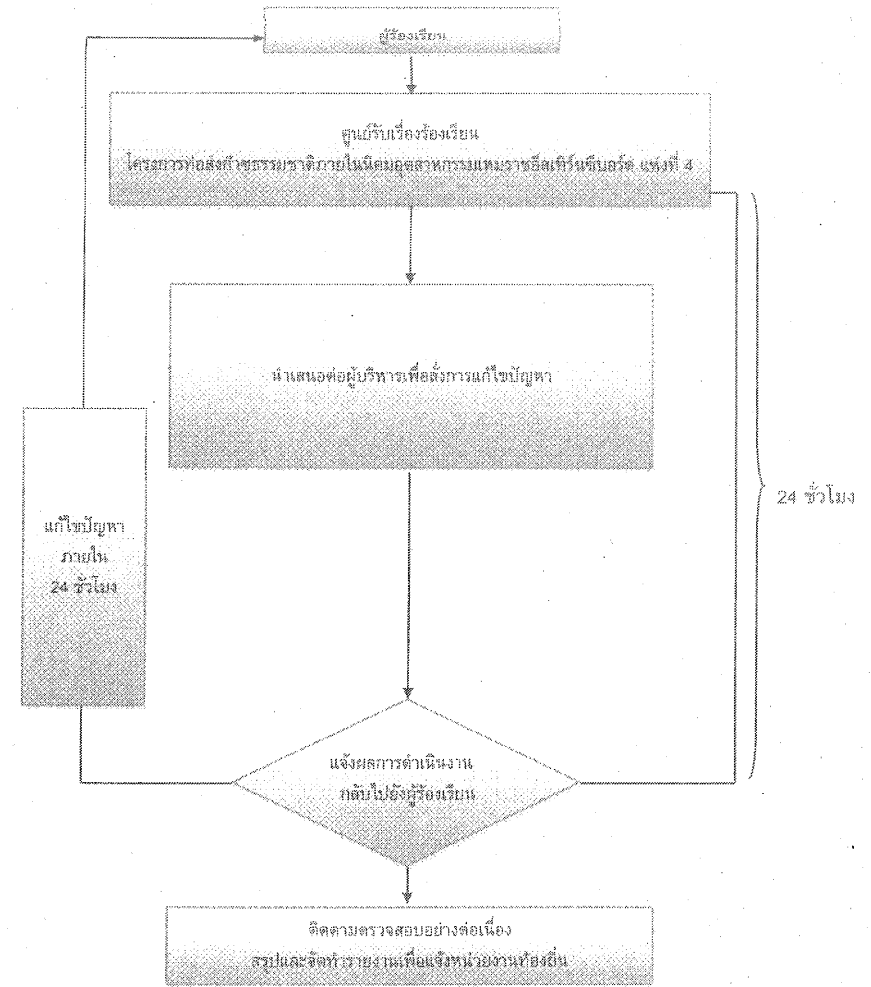 ผู้ร้องเรียน
ศูนย์รับเรื่องร้องเรียน
โครงการท่อส่งก๊าซธรรมชาติภายในนิคมอุตสาหกรรมเหมราชอีสเทิร์นซีบอร์ด แห่งที่ 4
นำเสนอต่อผู้บริหารเพื่อสั่งการแก้ไขปัญหา
24 ชั่วโมง
แก้ไขปัญหา
ภายใน
24 ชั่วโมง
แจ้งผลการดำเนินงาน
กลับไปยังผู้ร้องเรียน
ติดตามตรวจสอบอย่างต่อเนื่อง
สรุปและจัดทำรายงานเพื่อแจ้งหน่วยงานท้องถิ่น